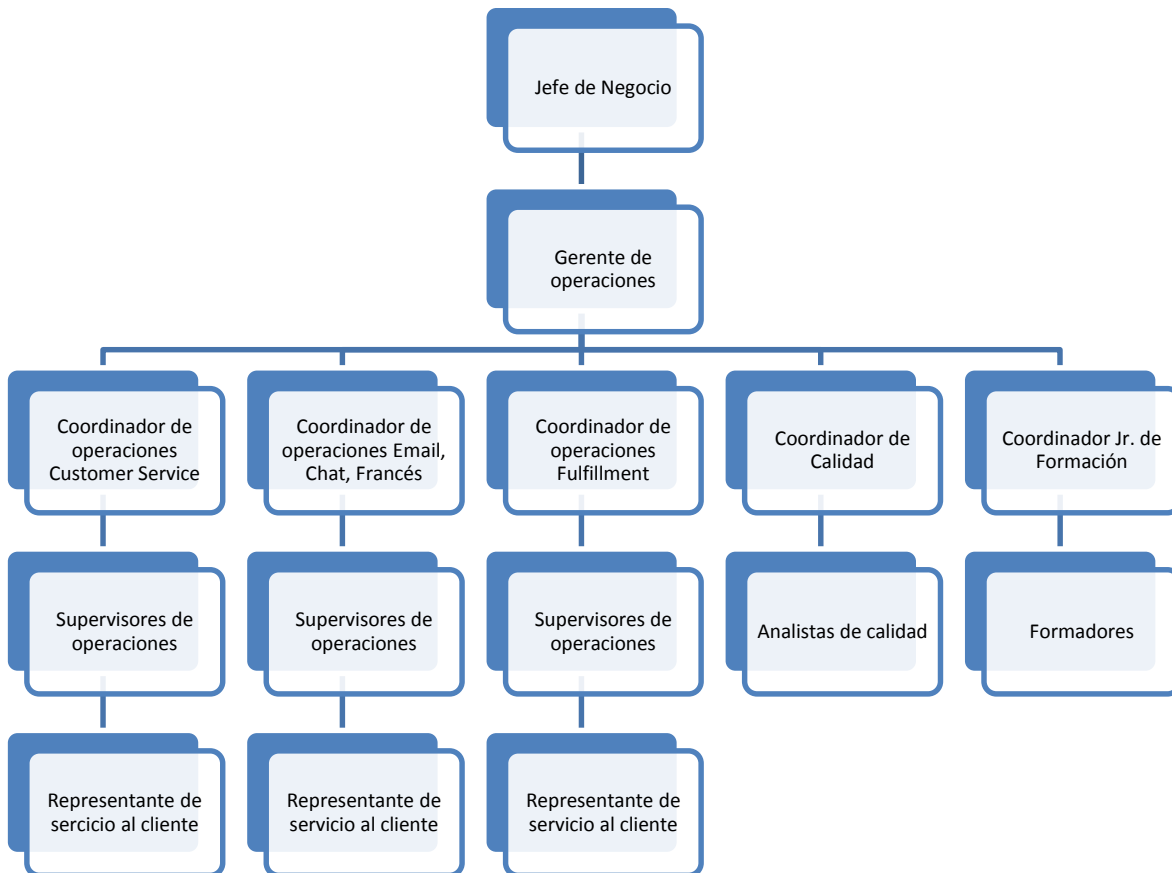 Jefe de Negocio
Gerente de
operaciones
Coordinador de
operaciones
Customer Service
Coordinador de
operaciones Email,
Chat, Francés
Coordinador de
operaciones
Fulfillment
Coordinador de
Calidad
Coordinador Jr. de
Formación
Supervisores de
operaciones
Supervisores de
operaciones
Supervisores de
operaciones
Analistas de calidad
Formadores
Representante de
sercicio al cliente
Representante de
servicio al cliente
Representante de
servicio al cliente